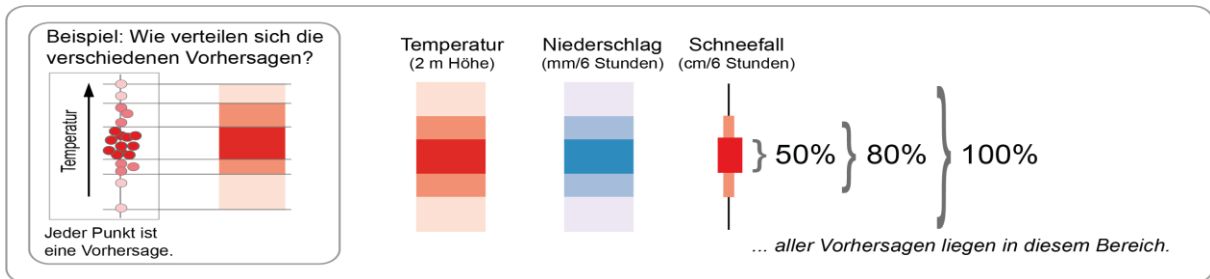 Beispiel: Wie verteilen sich die
verschiedenen Vorhersagen?
Temperatur
Jeder Punkt ist
eine Vorhersage.
Temperatur
(2 m Höhe)
Niederschlag
(mm/6 Stunden)
Schneefall
(cm/6 Stunden)
50%
80%
100%
... aller Vorhersagen liegen in diesem Bereich.